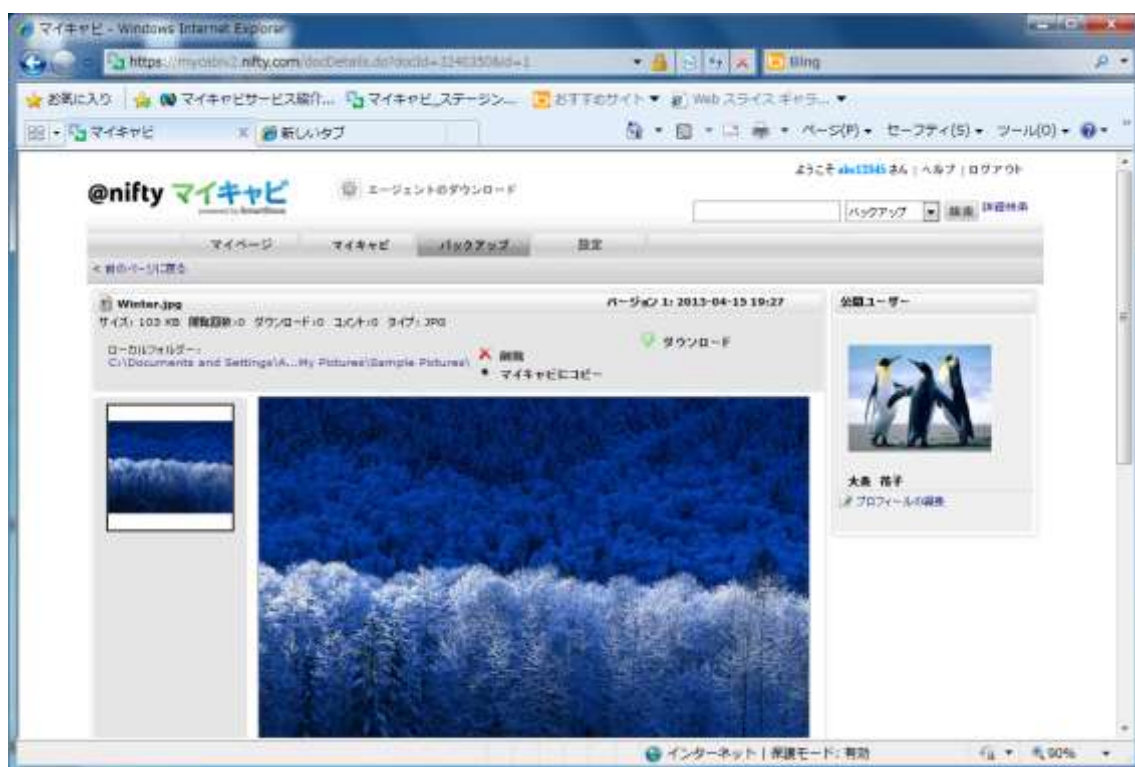 マイキャビ - Windows Internet Explorer
nifty.com Bing
お気に入り マイキャビサービス紹介... マイキャビ_ステージン... おすすめサイト ▼ Web スライス ギャラ... ▼
マイキャビ × 新しいタブ ページ(P) ▼ セーフティ(S) ▼ ツール(O) ▼
ようこそ abc12345 さん | ヘルプ | ログアウト
@nifty マイキャビ エージェントのダウンロード
バックアップ 検索 詳細検索
マイページ マイキャビ バックアップ 設定
< 前のページに戻る
Winter.jpg バージョン 1: 2013-04-15 19:27 公開ユーザー
サイズ: 103 KB 閲覧回数:0 ダウンロード:0 コメント:0 タイプ: JPG
ローカルフォルダー: 削除 ダウンロード
C:\Documents and Settings\A...My Pictures\Sample Pictures\ マイキャビにコピー
花子
プロフィールの編集
インターネット | 保護モード: 有効 90%